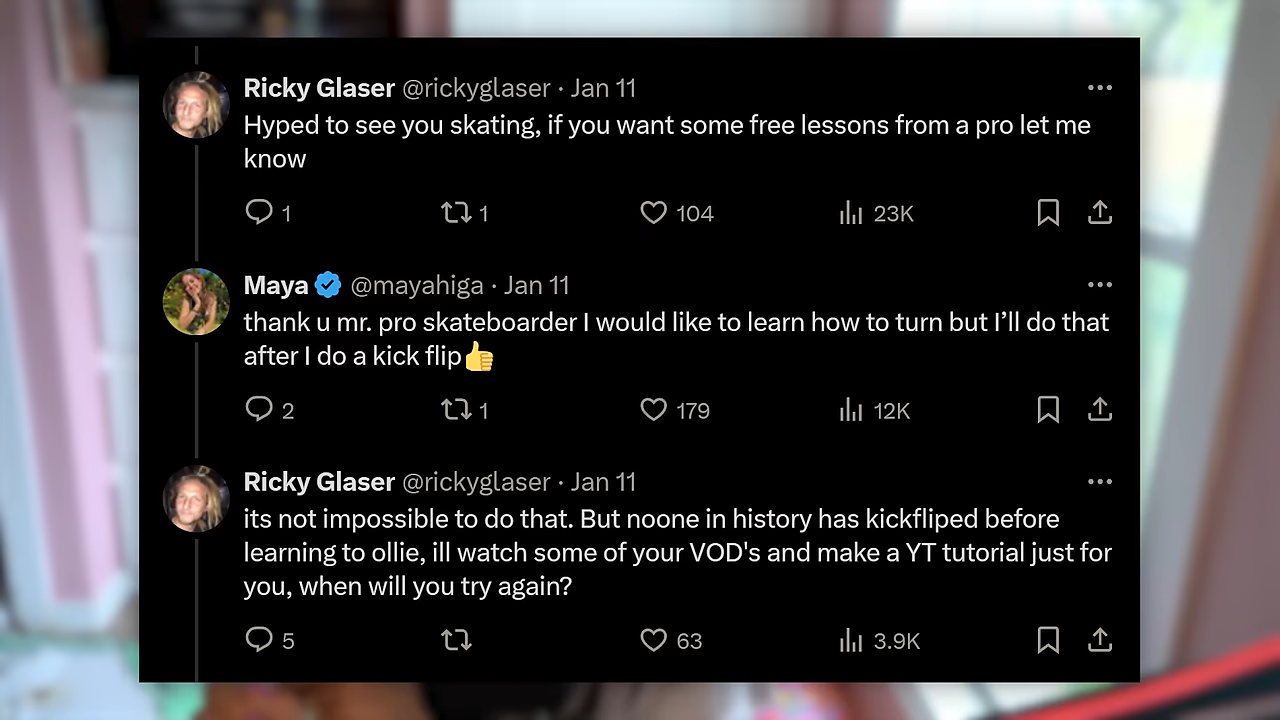 Ricky Glaser @rickyglaser · Jan 11
Hyped to see you skating, if you want some free lessons from a pro let me
know
1 1 104 23K
Maya @mayahiga · Jan 11
thank u mr. pro skateboarder I would like to learn how to turn but I’ll do that
after I do a kick flip👍
2 1 179 12K
Ricky Glaser @rickyglaser · Jan 11
its not impossible to do that. But noone in history has kickfliped before
learning to ollie, ill watch some of your VOD's and make a YT tutorial just for
you, when will you try again?
5 63 3.9K